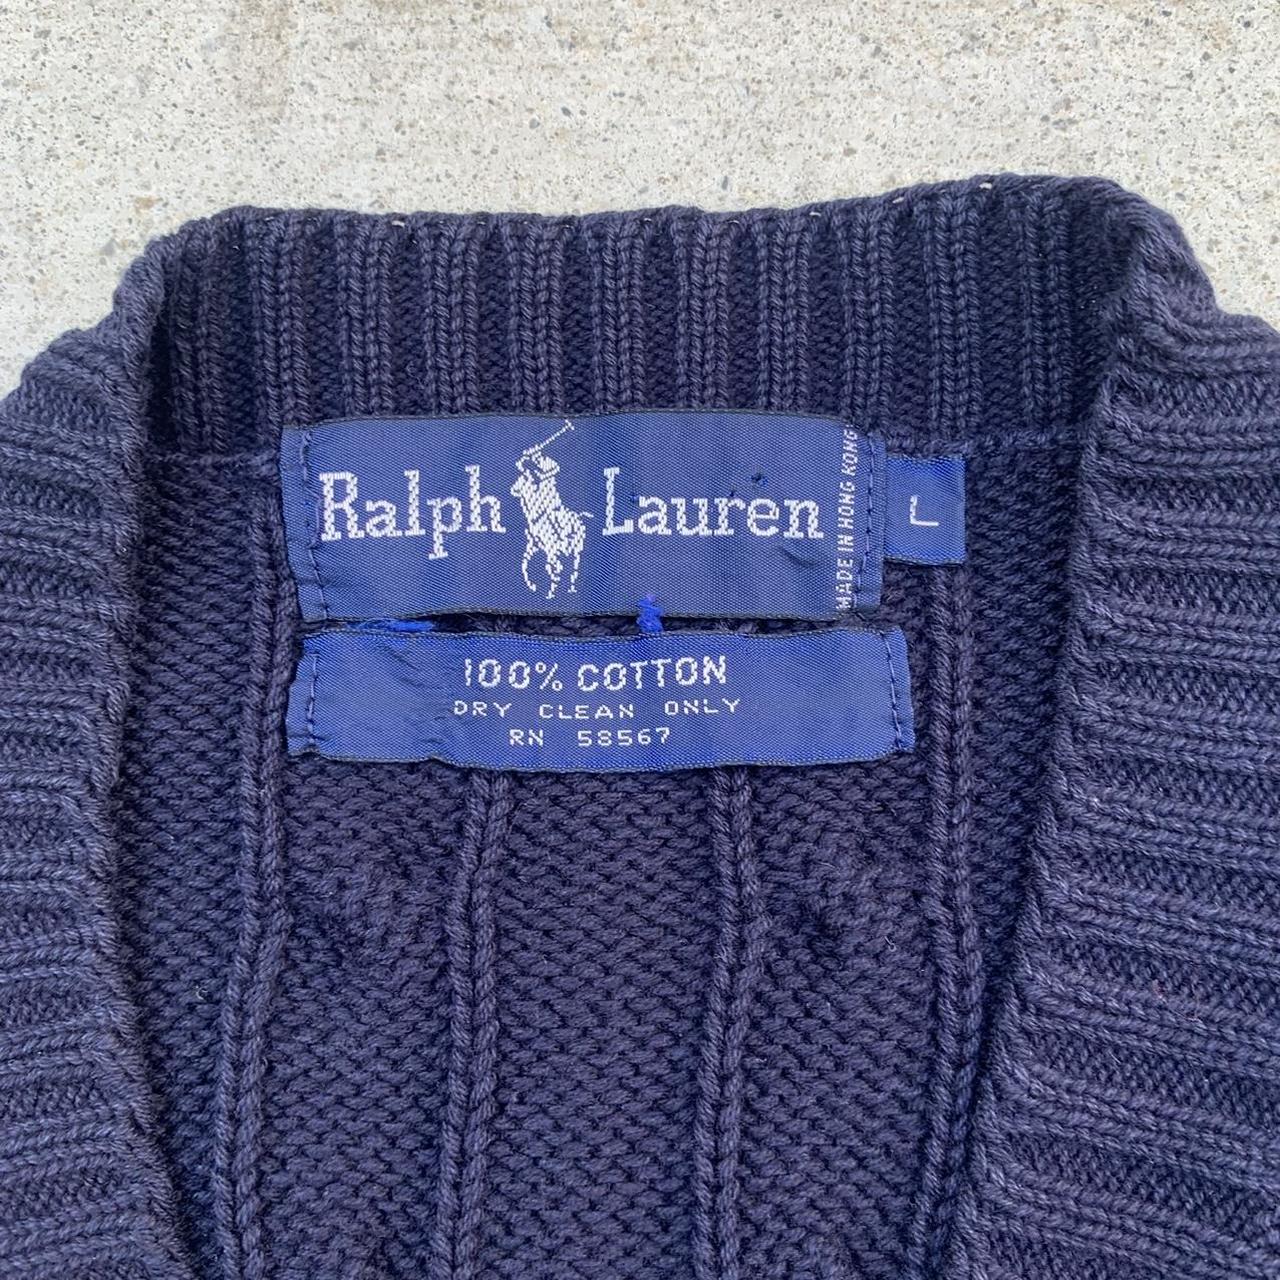 Ralph Lauren
MADE IN HONG KONG
L
100% COTTON
DRY CLEAN ONLY
RN 58567